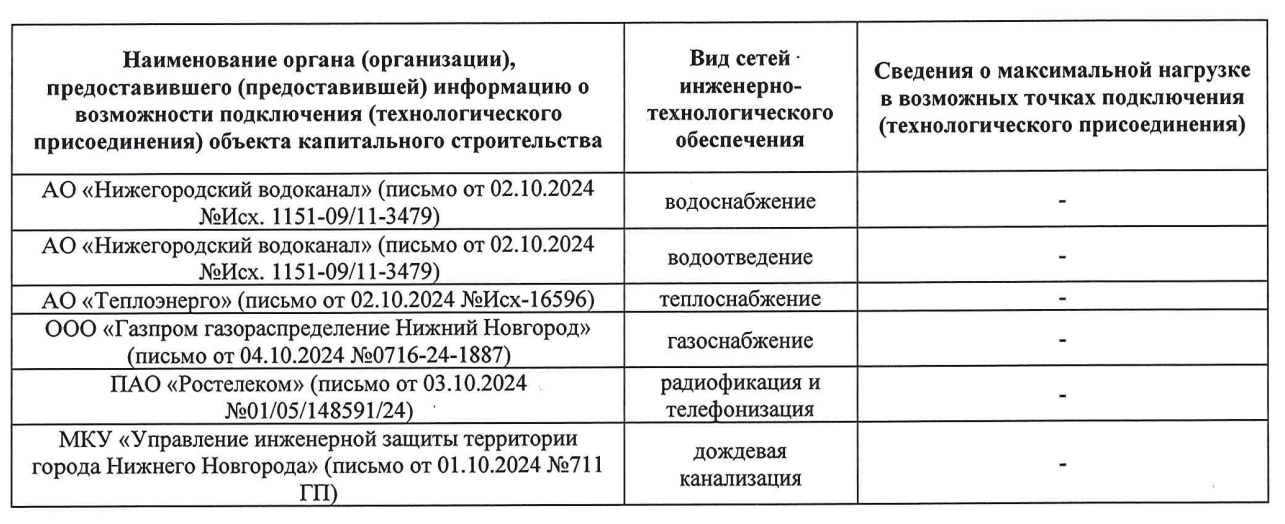 Наименование органа (организации),
предоставившего (предоставившей) информацию о
возможности подключения (технологического
присоединения) объекта капитального строительства
Вид сетей
инженерно-
технологического
обеспечения
Сведения о максимальной нагрузке
в возможных точках подключения
(технологического присоединения)
АО «Нижегородский водоканал» (письмо от 02.10.2024
№Исх. 1151-09/11-3479)
водоснабжение
-
АО «Нижегородский водоканал» (письмо от 02.10.2024
№Исх. 1151-09/11-3479)
водоотведение
-
АО «Теплоэнерго» (письмо от 02.10.2024 №Исх-16596)
теплоснабжение
-
ООО «Газпром газораспределение Нижний Новгород»
(письмо от 04.10.2024 №0716-24-1887)
газоснабжение
-
ПАО «Ростелеком» (письмо от 03.10.2024
№01/05/148591/24)
радиофикация и
телефонизация
-
МКУ «Управление инженерной защиты территории
города Нижнего Новгорода» (письмо от 01.10.2024 №711
ГП)
дождевая
канализация
-